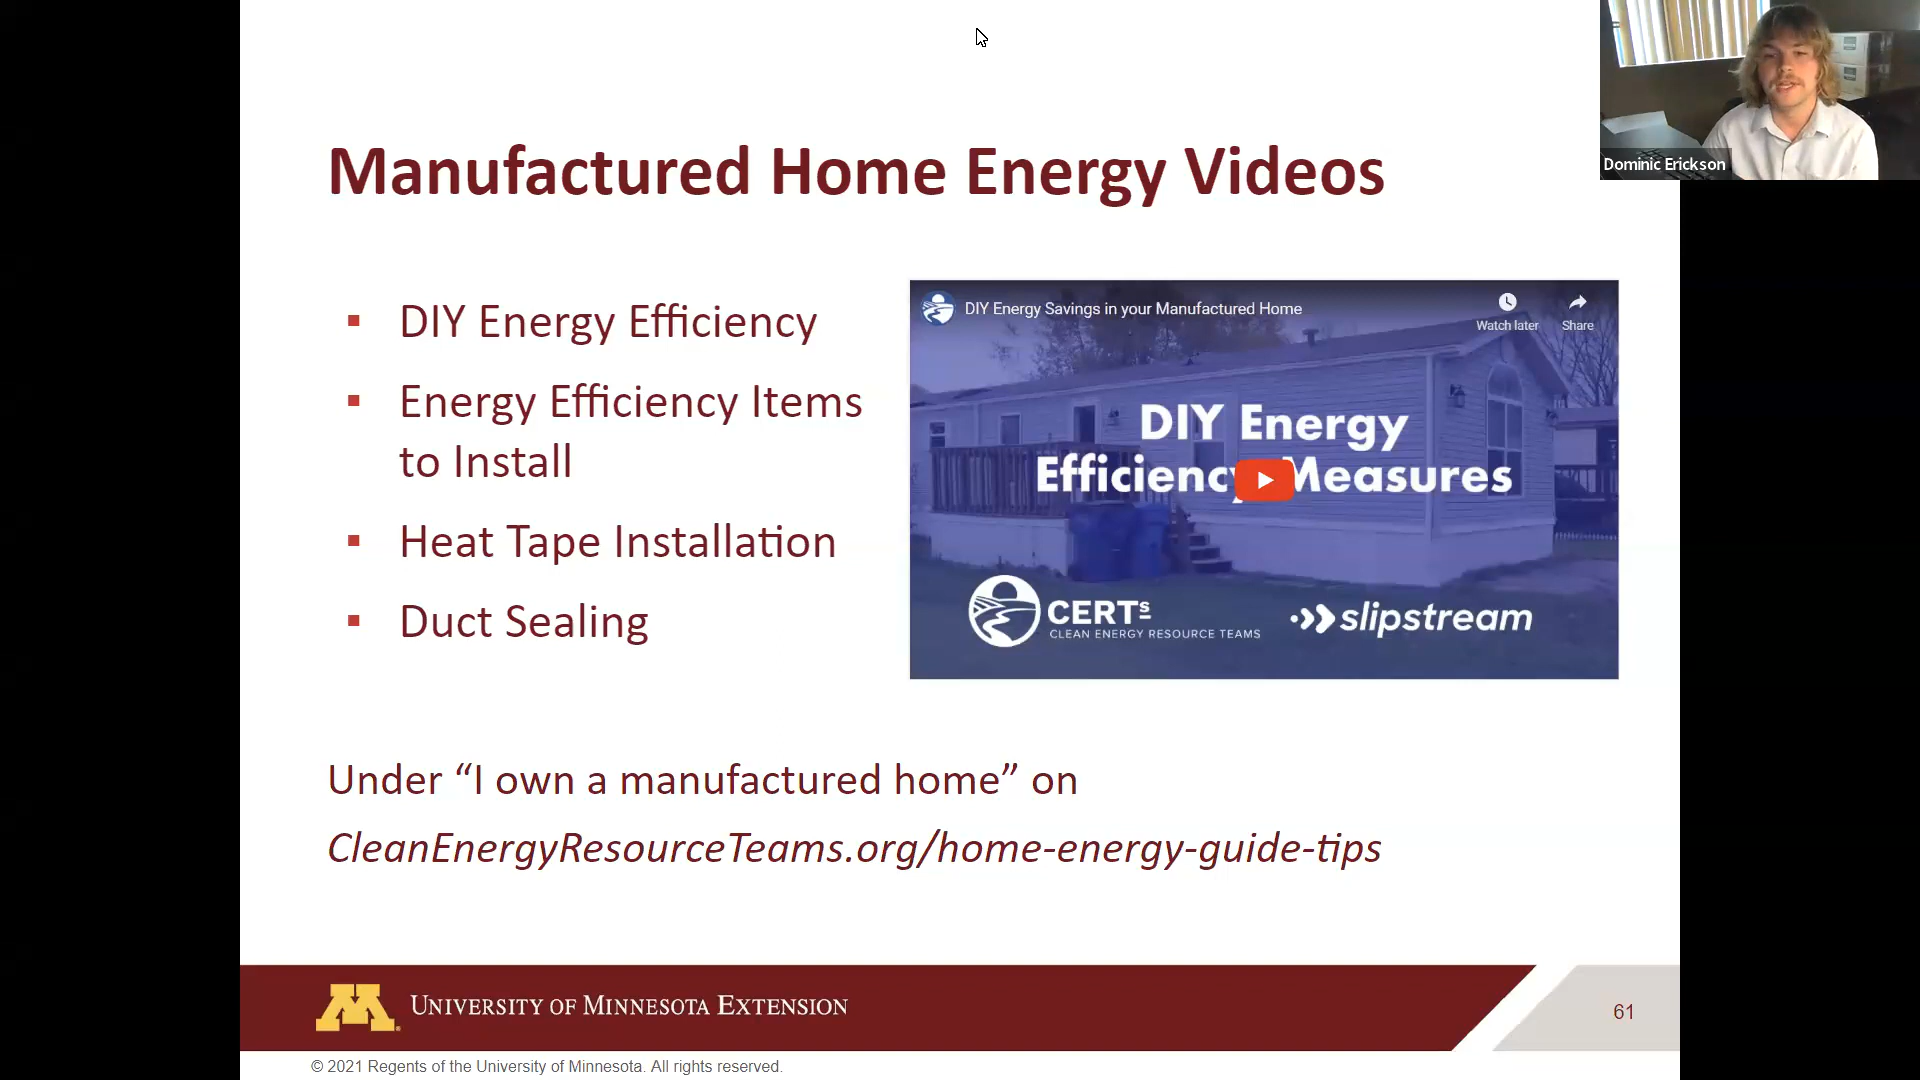 Manufactured Home Energy Videos
DIY Energy Efficiency
Energy Efficiency Items
to Install
Heat Tape Installation
Duct Sealing
DIY Energy Savings in your Manufactured Home
Watch later
Share
DIY Energy
Efficiency Measures
CERTs
CLEAN ENERGY RESOURCE TEAMS
slipstream
Under “I own a manufactured home” on
CleanEnergyResourceTeams.org/home-energy-guide-tips
M
UNIVERSITY OF MINNESOTA EXTENSION
61
© 2021 Regents of the University of Minnesota. All rights reserved.
Dominic Erickson